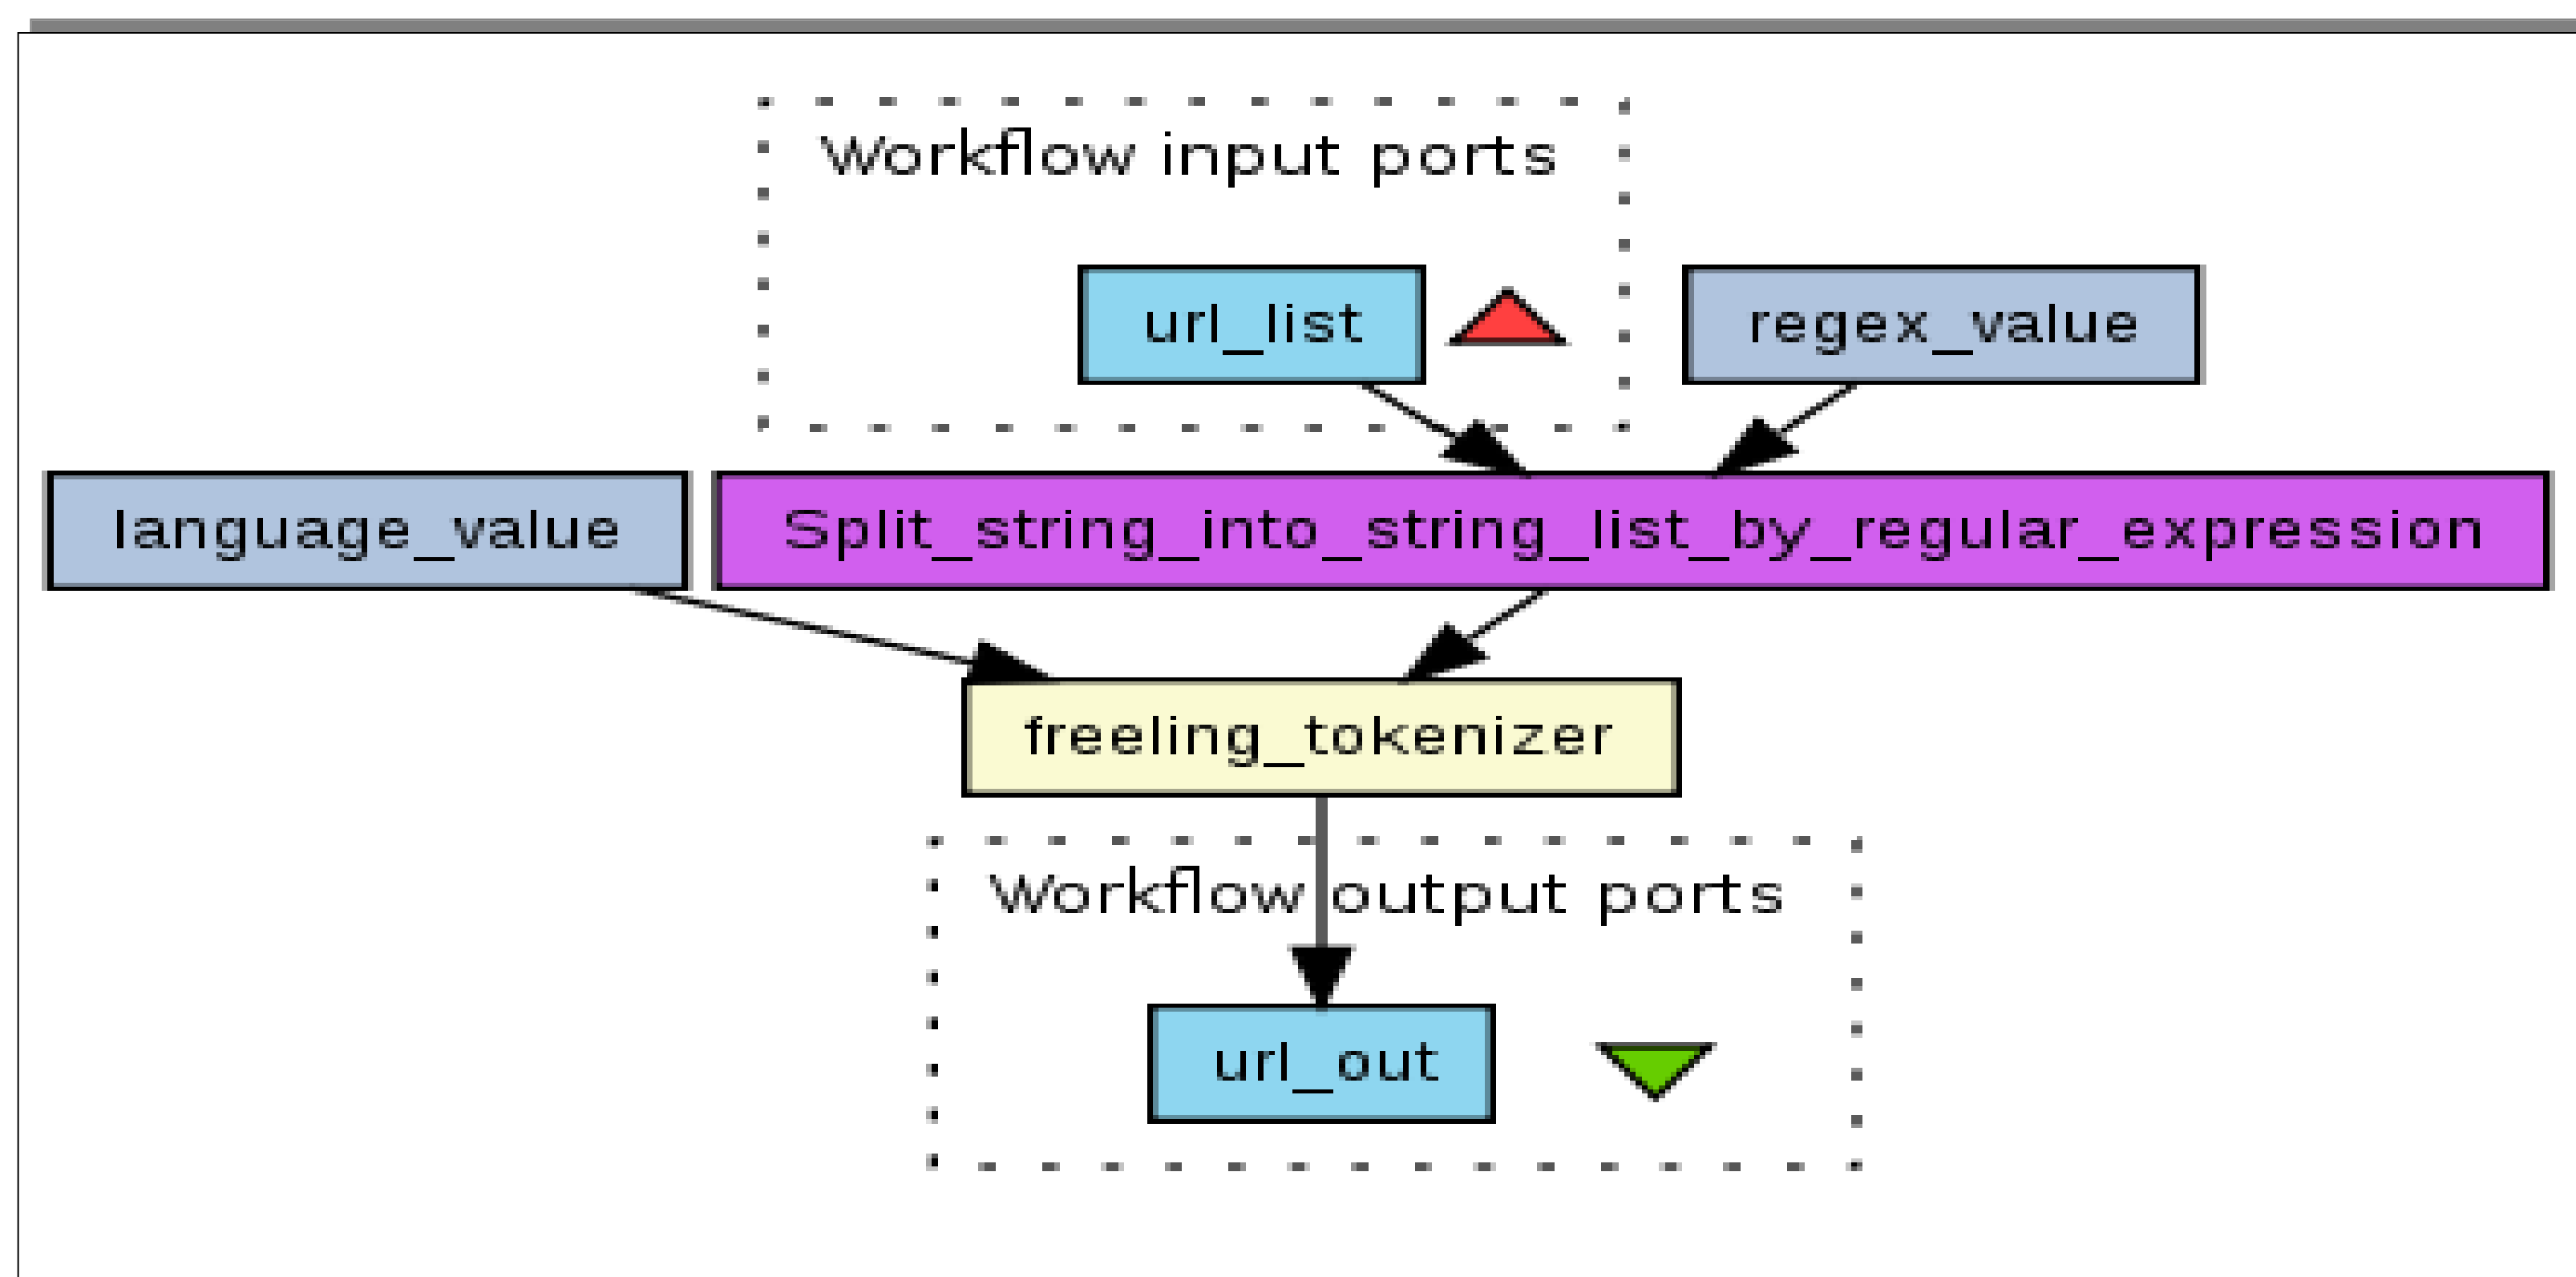 Workflow input ports
url_list
regex_value
language_value
Split_string_into_string_list_by_regular_expression
freeling_tokenizer
Workflow output ports
url_out